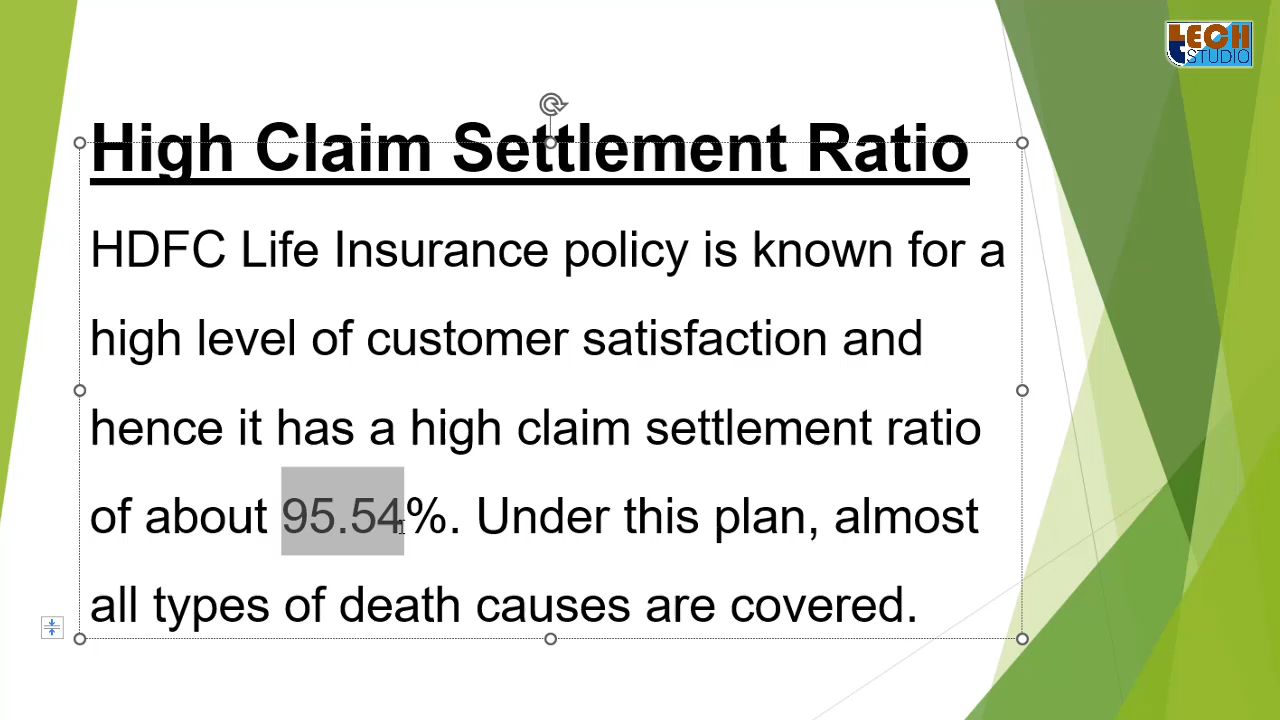 LECH
STUDIO
High Claim Settlement Ratio
HDFC Life Insurance policy is known for a
high level of customer satisfaction and
hence it has a high claim settlement ratio
of about 95.54%. Under this plan, almost
all types of death causes are covered.